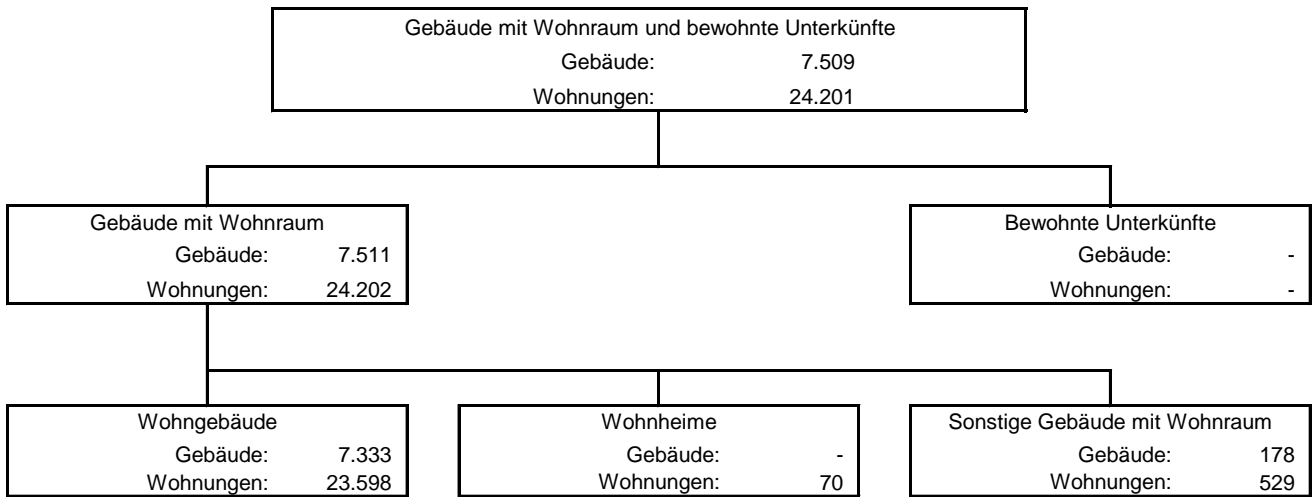 Gebäude mit Wohnraum und bewohnte Unterkünfte
Gebäude: 7.509
Wohnungen: 24.201
Gebäude mit Wohnraum
Gebäude: 7.511
Wohnungen: 24.202
Bewohnte Unterkünfte
Gebäude: -
Wohnungen: -
Wohngebäude
Gebäude: 7.333
Wohnungen: 23.598
Wohnheime
Gebäude: -
Wohnungen: 70
Sonstige Gebäude mit Wohnraum
Gebäude: 178
Wohnungen: 529